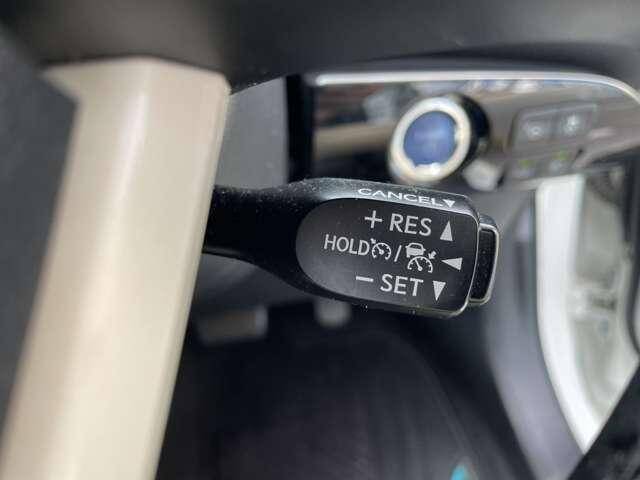 CANCEL▼
+ RES ▲
HOLD / ◀
− SET ▼